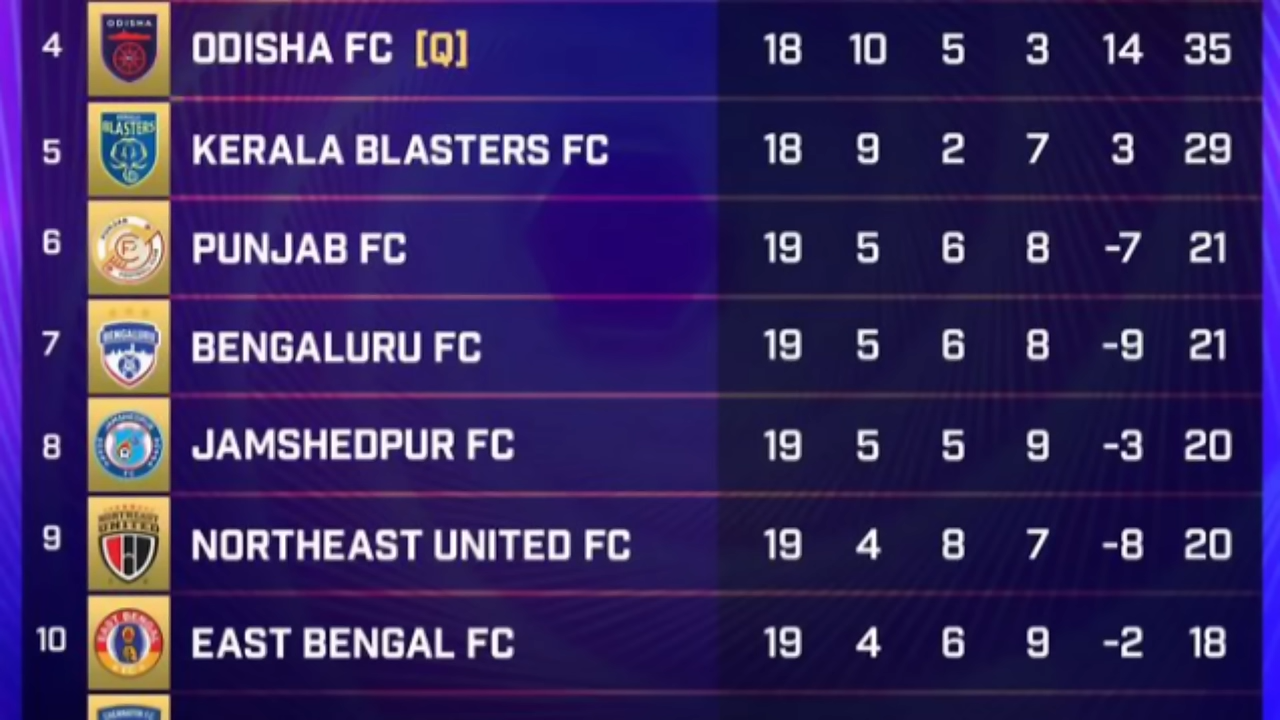 4 ODISHA FC [Q] 18 10 5 3 14 35
5 KERALA BLASTERS FC 18 9 2 7 3 29
6 PUNJAB FC 19 5 6 8 -7 21
7 BENGALURU FC 19 5 6 8 -9 21
8 JAMSHEDPUR FC 19 5 5 9 -3 20
9 NORTHEAST UNITED FC 19 4 8 7 -8 20
10 EAST BENGAL FC 19 4 6 9 -2 18